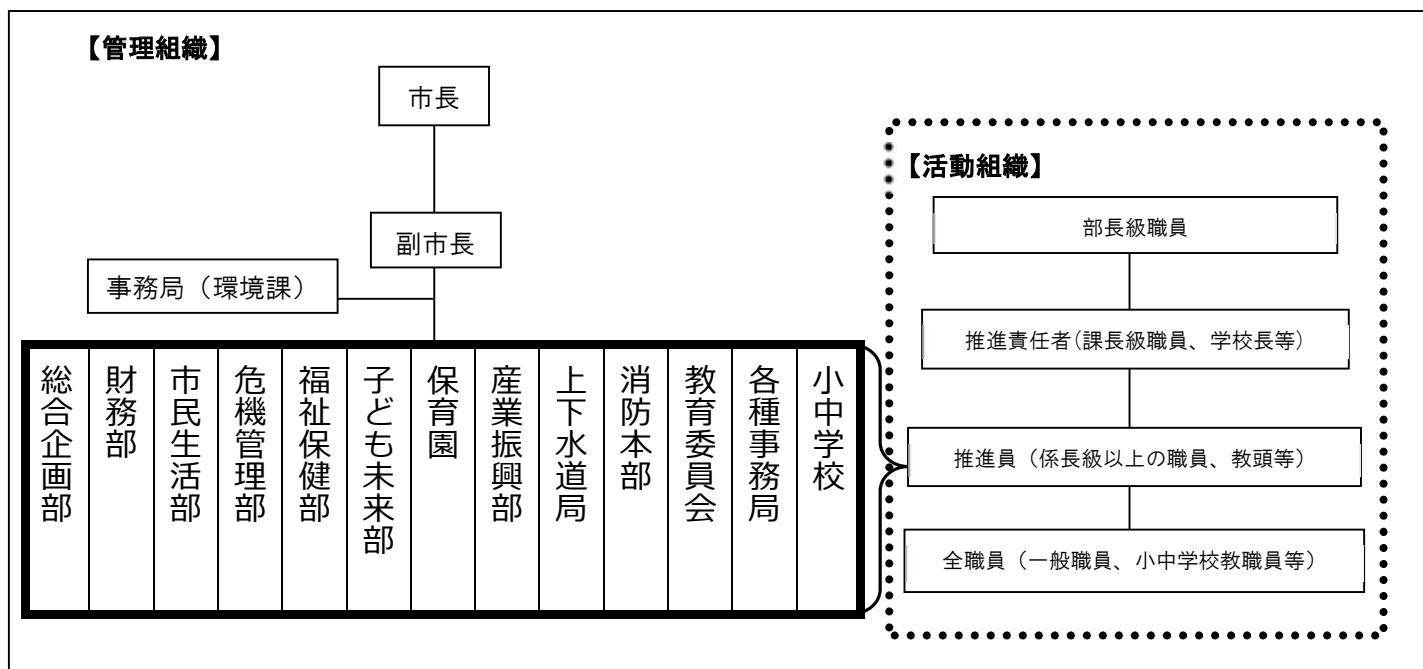 【管理組織】
市長
副市長
事務局（環境課）
総合企画部
財務部
市民生活部
危機管理部
福祉保健部
子ども未来部
保育園
産業振興部
上下水道局
消防本部
教育委員会
各種事務局
小中学校
【活動組織】
部長級職員
推進責任者(課長級職員、学校長等)
推進員（係長級以上の職員、教頭等）
全職員（一般職員、小中学校教職員等）